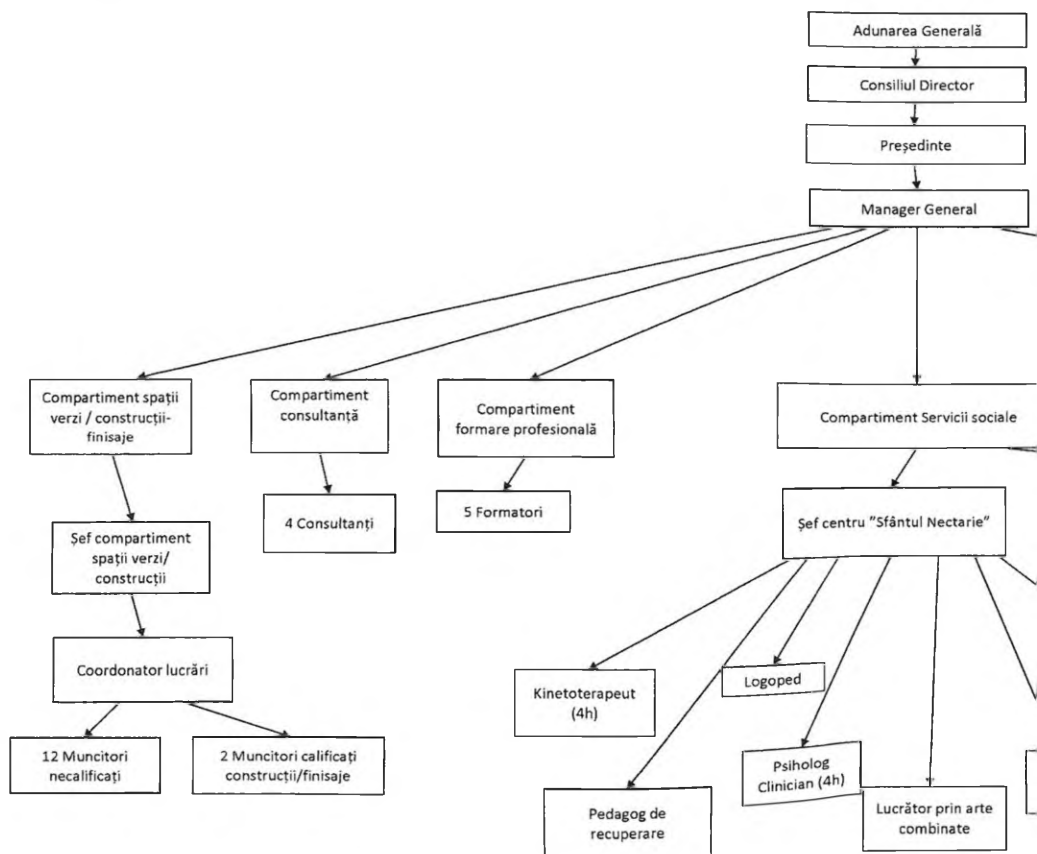 Adunarea Generală
Consiliul Director
Președinte
Manager General
Compartiment spații
verzi / construcții-
finisaje
Compartiment
consultanță
Compartiment
formare profesională
Compartiment Servicii sociale
4 Consultanți
5 Formatori
Șef centru "Sfântul Nectarie"
Șef compartiment
spații verzi/
construcții
Coordonator lucrări
Kinetoterapeut
(4h)
Logoped
12 Muncitori
necalificați
2 Muncitori calificați
construcții/finisaje
Psiholog
Clinician (4h)
Pedagog de
recuperare
Lucrător prin arte
combinate